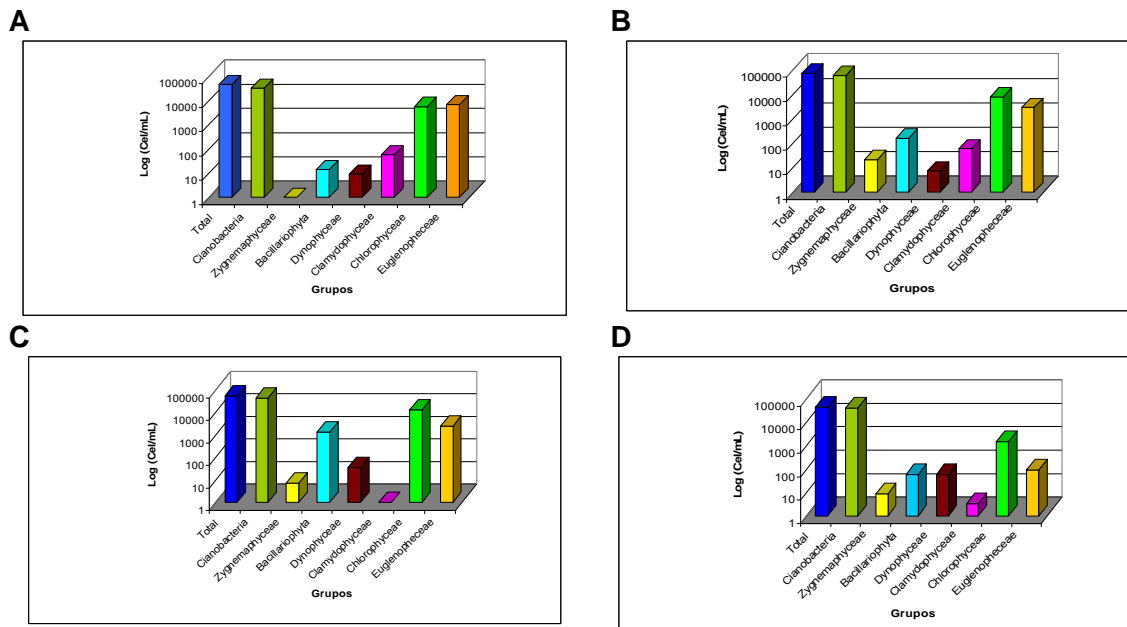 A
Log (Cel/mL)
100000
10000
1000
100
10
1
Total
Cianobacteria
Zygnemaphyceae
Bacillariophyta
Dynophyceae
Clamydophyceae
Chlorophyceae
Euglenopheceae
Grupos
B
Log (Cel/mL)
100000
10000
1000
100
10
1
Total
Cianobacteria
Zygnemaphyceae
Bacillariophyta
Dynophyceae
Clamydophyceae
Chlorophyceae
Euglenopheceae
Grupos
C
Log (Cel/mL)
100000
10000
1000
100
10
1
Total
Cianobacteria
Zygnemaphyceae
Bacillariophyta
Dynophyceae
Clamydophyceae
Chlorophyceae
Euglenopheceae
Grupos
D
Log (Cel/mL)
100000
10000
1000
100
10
1
Total
Cianobacteria
Zygnemaphyceae
Bacillariophyta
Dynophyceae
Clamydophyceae
Chlorophyceae
Euglenopheceae
Grupos